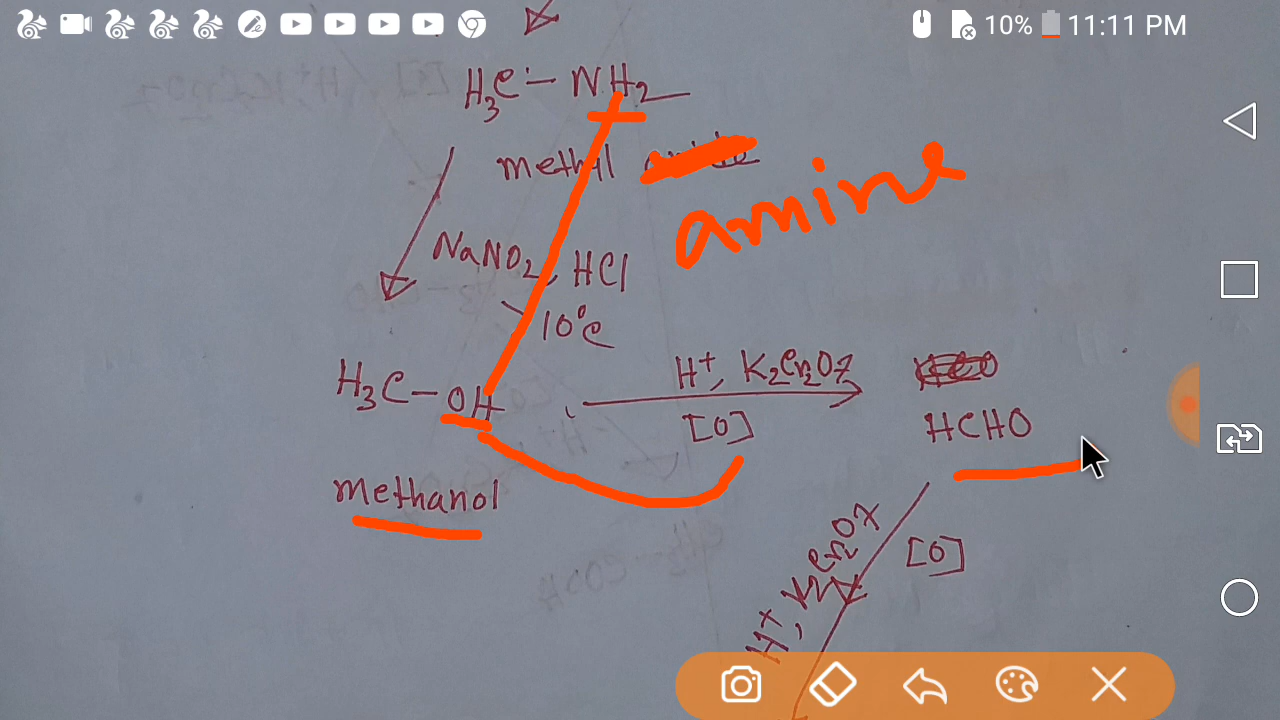 10% 11:11 PM
H₃C – NH₂
methyl
amine
NaNO₂, HCl
10°C
H₃C – OH
H⁺, K₂Cr₂O7
[O]
HCHO
methanol
H⁺, K₂Cr₂O7
[O]